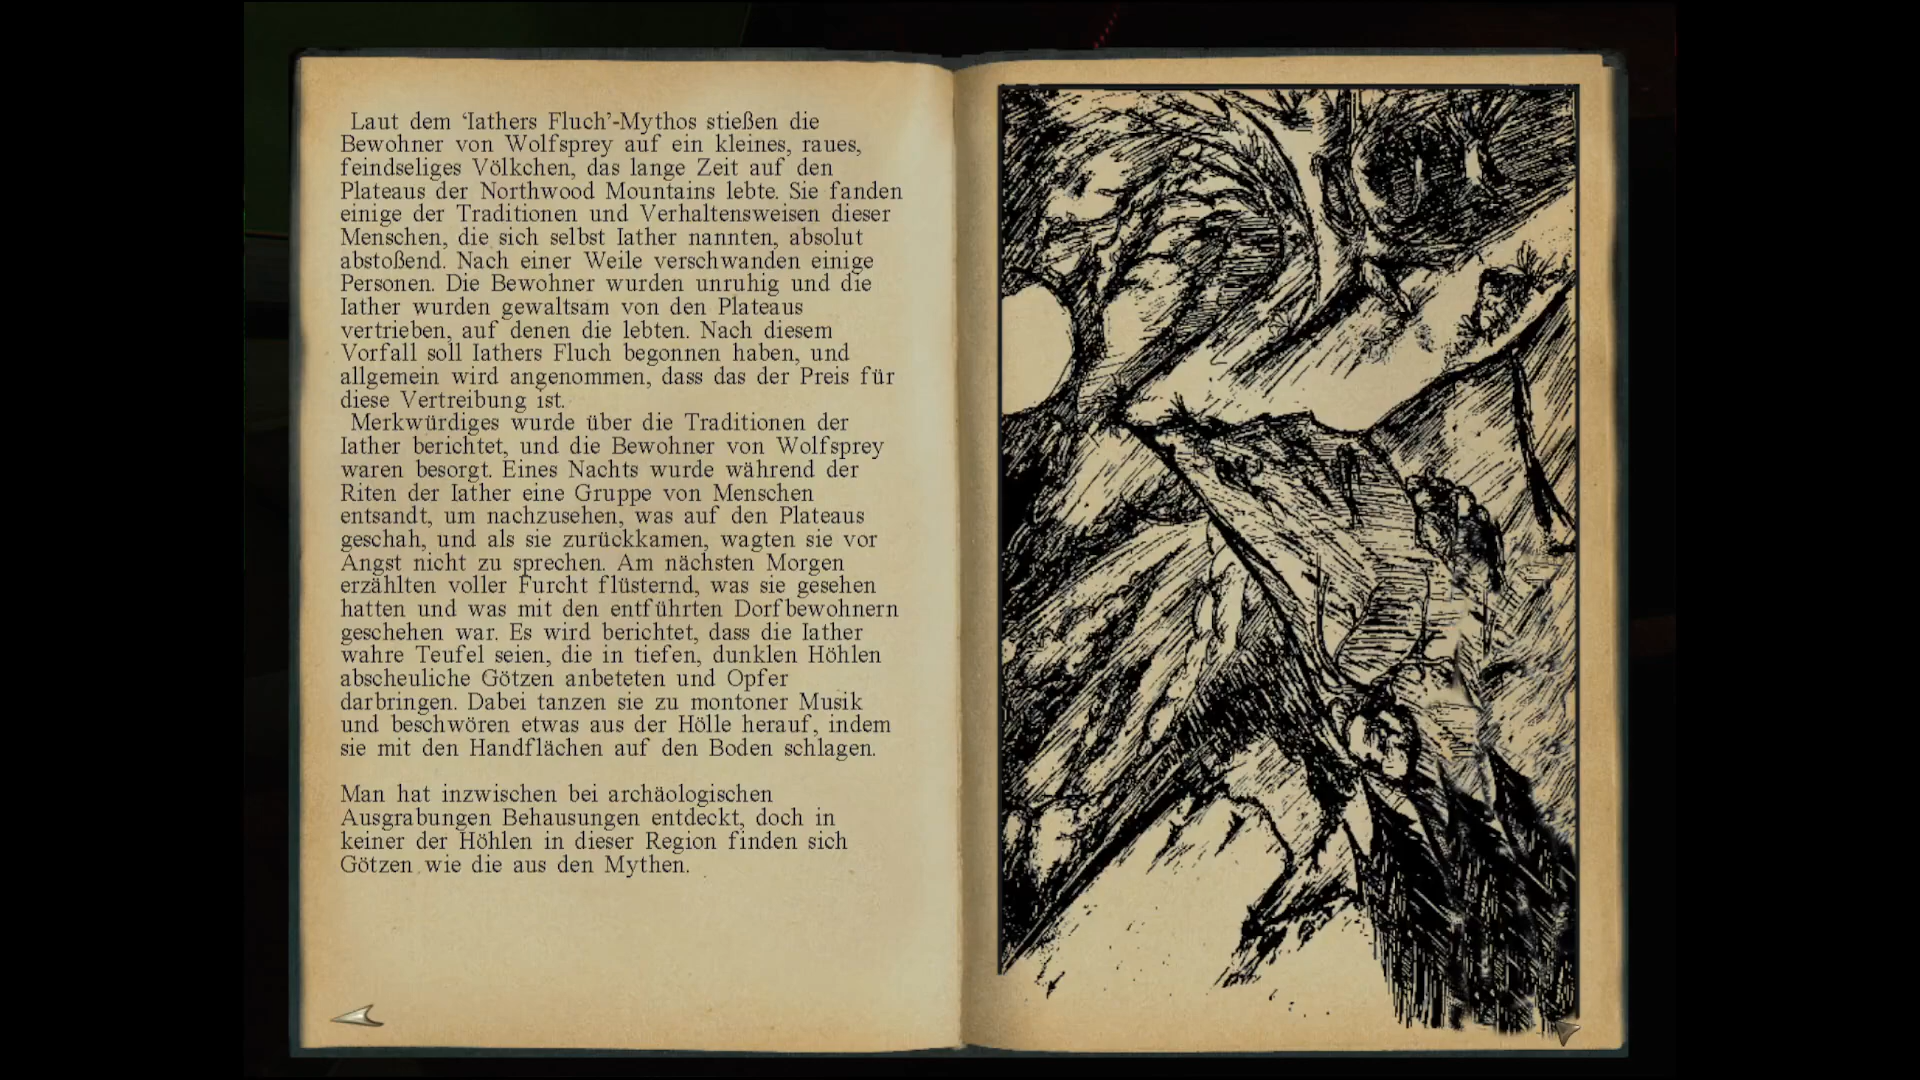 Laut dem ‘Iathers Fluch’-Mythos stießen die
Bewohner von Wolfsprey auf ein kleines, raues,
feindseliges Völkchen, das lange Zeit auf den
Plateaus der Northwood Mountains lebte. Sie fanden
einige der Traditionen und Verhaltensweisen dieser
Menschen, die sich selbst Iather nannten, absolut
abstoßend. Nach einer Weile verschwanden einige
Personen. Die Bewohner wurden unruhig und die
Iather wurden gewaltsam von den Plateaus
vertrieben, auf denen die lebten. Nach diesem
Vorfall soll Iathers Fluch begonnen haben, und
allgemein wird angenommen, dass das der Preis für
diese Vertreibung ist.
Merkwürdiges wurde über die Traditionen der
Iather berichtet, und die Bewohner von Wolfsprey
waren besorgt. Eines Nachts wurde während der
Riten der Iather eine Gruppe von Menschen
entsandt, um nachzusehen, was auf den Plateaus
geschah, und als sie zurückkamen, wagten sie vor
Angst nicht zu sprechen. Am nächsten Morgen
erzählten voller Furcht flüsternd, was sie gesehen
hatten und was mit den entführten Dorfbewohnern
geschehen war. Es wird berichtet, dass die Iather
wahre Teufel seien, die in tiefen, dunklen Höhlen
abscheuliche Götzen anbeteten und Opfer
darbringen. Dabei tanzen sie zu montoner Musik
und beschwören etwas aus der Hölle herauf, indem
sie mit den Handflächen auf den Boden schlagen.
Man hat inzwischen bei archäologischen
Ausgrabungen Behausungen entdeckt, doch in
keiner der Höhlen in dieser Region finden sich
Götzen wie die aus den Mythen.